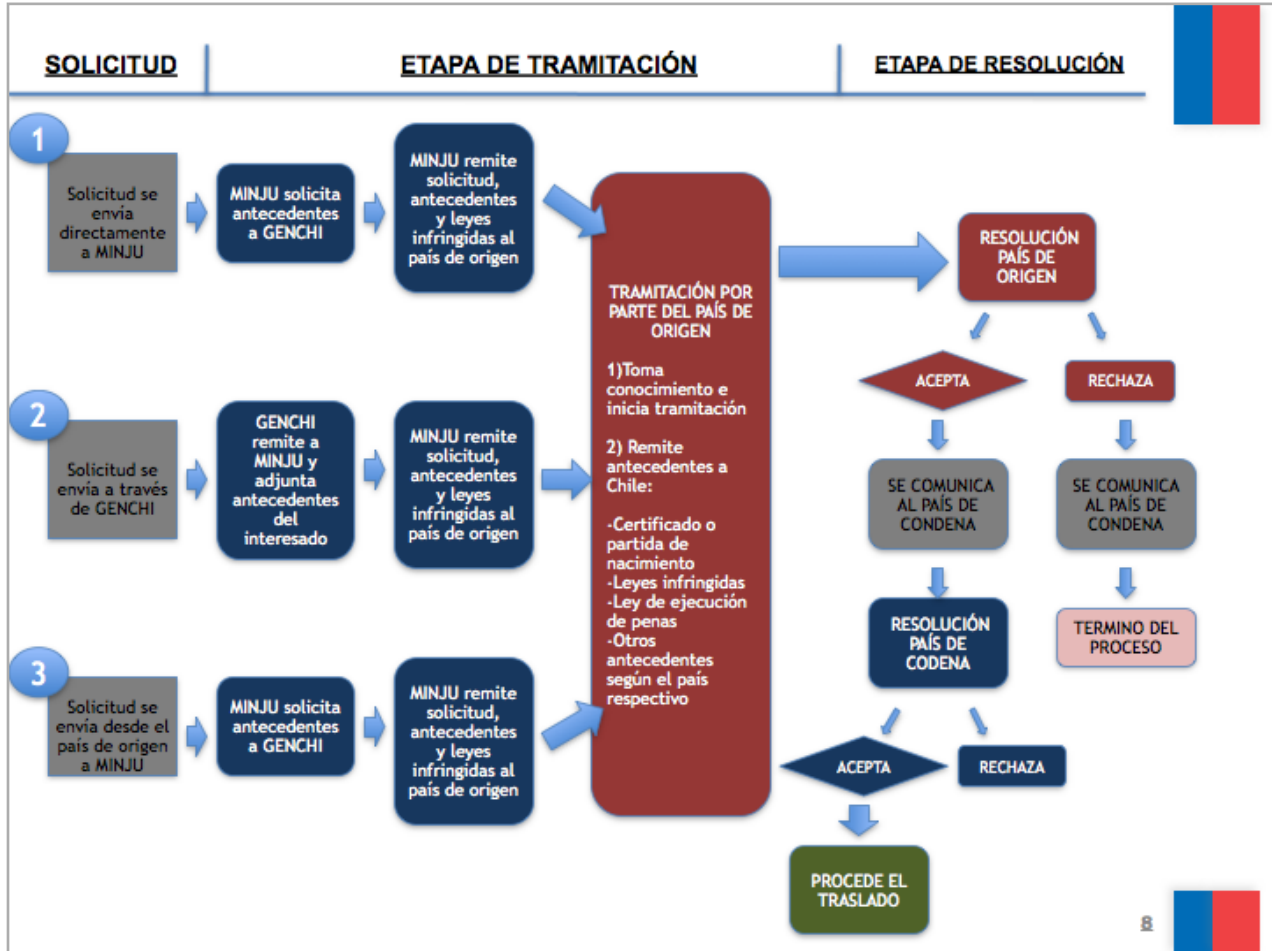 SOLICITUD
ETAPA DE TRAMITACIÓN
ETAPA DE RESOLUCIÓN
1
Solicitud se
envía
directamente
a MINJU
MINJU solicita
antecedentes
a GENCHI
MINJU remite
solicitud,
antecedentes
y leyes
infringidas al
país de origen
2
Solicitud se
envía a través
de GENCHI
GENCHI
remite a
MINJU y
adjunta
antecedentes
del
interesado
MINJU remite
solicitud,
antecedentes
y leyes
infringidas al
país de origen
3
Solicitud se
envía desde el
país de origen
a MINJU
MINJU solicita
antecedentes
a GENCHI
MINJU remite
solicitud,
antecedentes
y leyes
infringidas al
país de origen
TRAMITACIÓN POR
PARTE DEL PAÍS DE
ORIGEN
1)Toma
conocimiento e
inicia tramitación
2) Remite
antecedentes a
Chile:
-Certificado o
partida de
nacimiento
-Leyes infringidas
-Ley de ejecución
de penas
-Otros
antecedentes
según el país
respectivo
RESOLUCIÓN
PAÍS DE
ORIGEN
ACEPTA
RECHAZA
SE COMUNICA
AL PAÍS DE
CONDENA
SE COMUNICA
AL PAÍS DE
CONDENA
RESOLUCIÓN
PAÍS DE
CODENA
TERMINO DEL
PROCESO
ACEPTA
RECHAZA
PROCEDE EL
TRASLADO
8